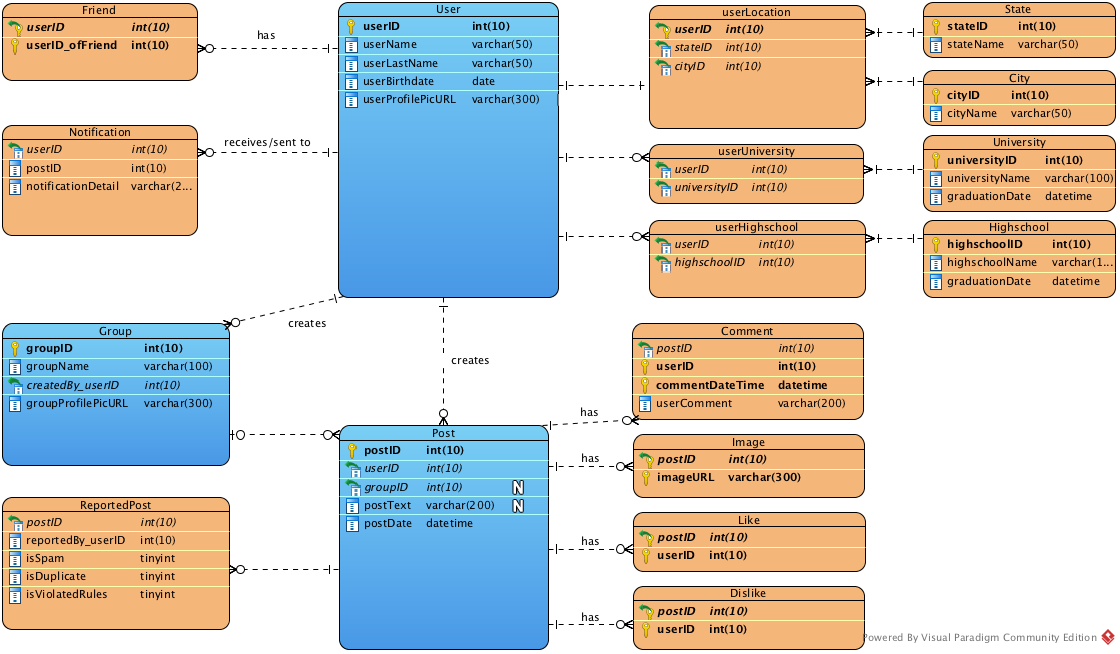 Friend
userID int(10)
userID_ofFriend int(10)
has
User
userID int(10)
userName varchar(50)
userLastName varchar(50)
userBirthdate date
userProfilePicURL varchar(300)
userLocation
userID int(10)
stateID int(10)
cityID int(10)
State
stateID int(10)
stateName varchar(50)
City
cityID int(10)
cityName varchar(50)
Notification
userID int(10)
postID int(10)
notificationDetail varchar(2...
receives/sent to
userUniversity
userID int(10)
universityID int(10)
University
universityID int(10)
universityName varchar(100)
graduationDate datetime
userHighschool
userID int(10)
highschoolID int(10)
Highschool
highschoolID int(10)
highschoolName varchar(1...
graduationDate datetime
creates
creates
Group
groupID int(10)
groupName varchar(100)
createdBy_userID int(10)
groupProfilePicURL varchar(300)
Comment
postID int(10)
userID int(10)
commentDateTime datetime
userComment varchar(200)
has
Post
postID int(10)
userID int(10)
groupID int(10) N
postText varchar(200) N
postDate datetime
has
Image
postID int(10)
imageURL varchar(300)
ReportedPost
postID int(10)
reportedBy_userID int(10)
isSpam tinyint
isDuplicate tinyint
isViolatedRules tinyint
has
Like
postID int(10)
userID int(10)
has
Dislike
postID int(10)
userID int(10)
Powered By Visual Paradigm Community Edition